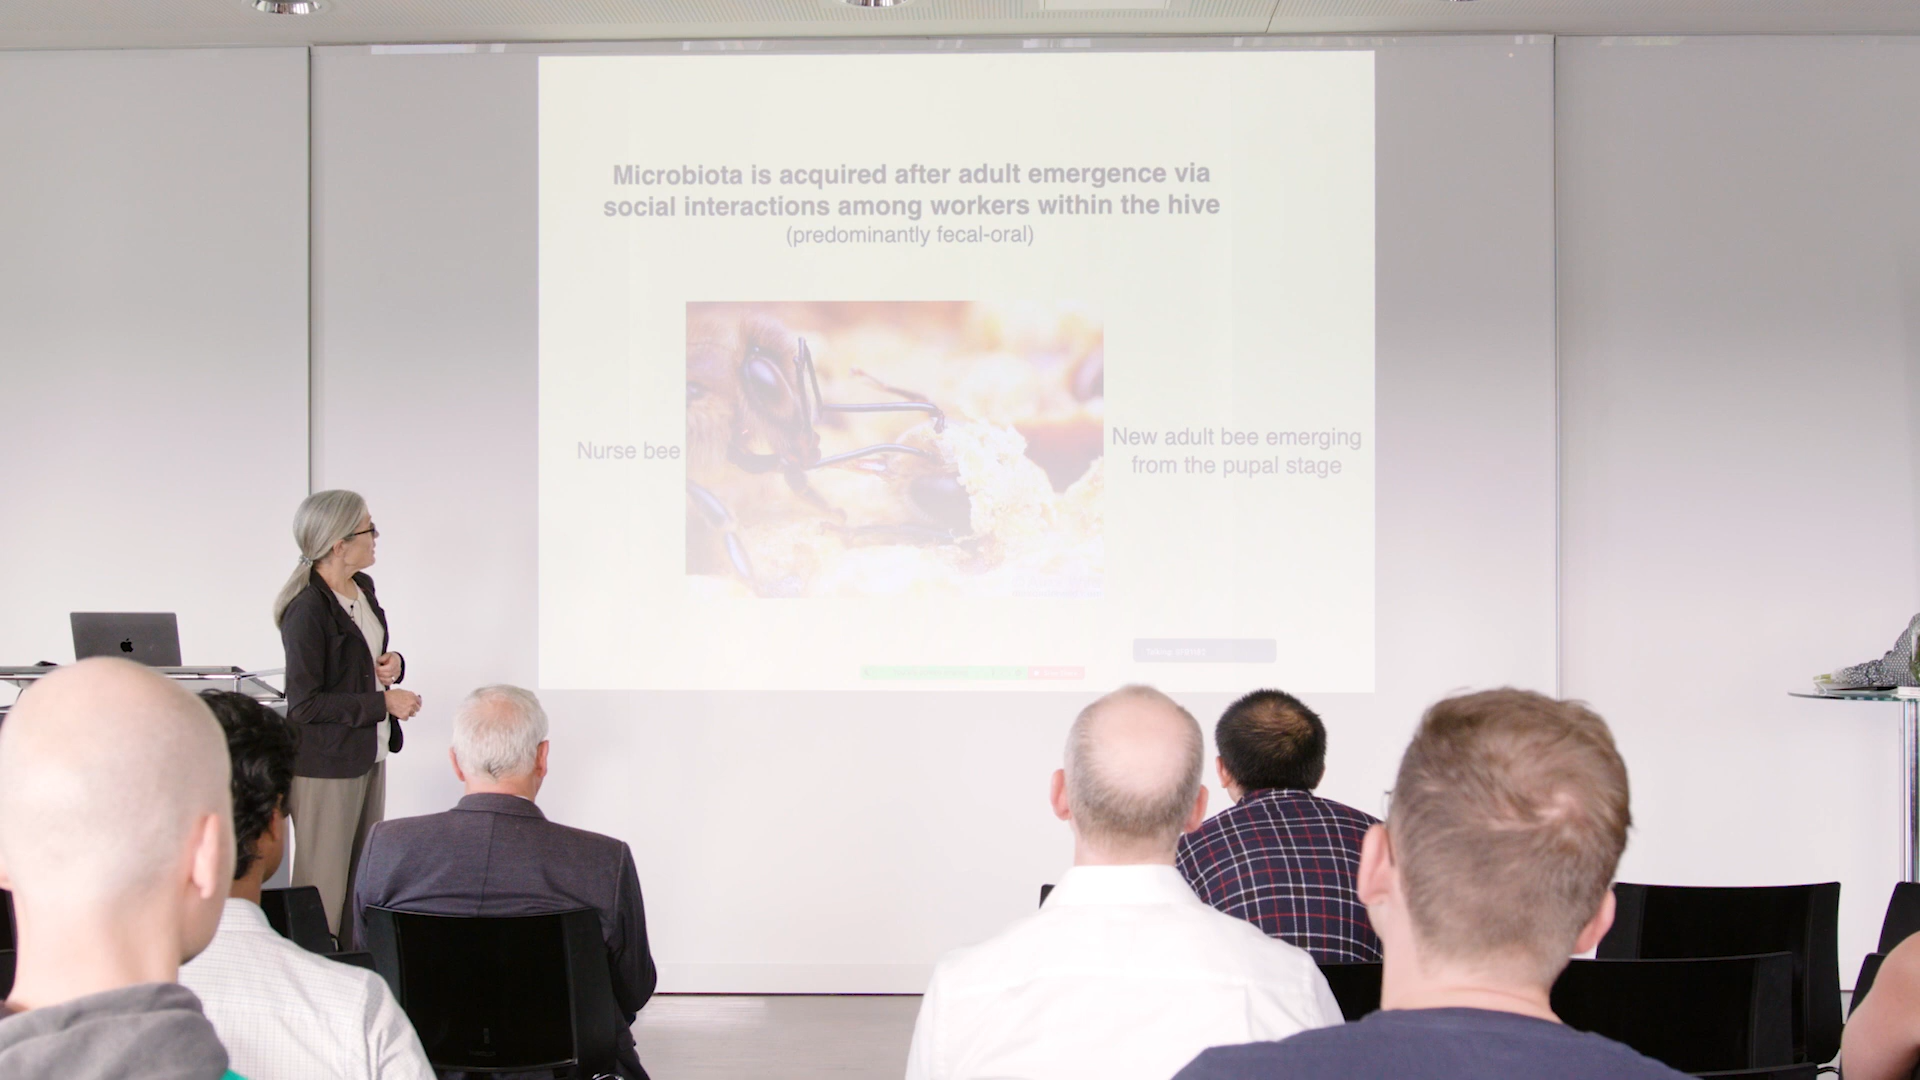 Microbiota is acquired after adult emergence via
social interactions among workers within the hive
(predominantly fecal-oral)
Nurse bee
New adult bee emerging
from the pupal stage